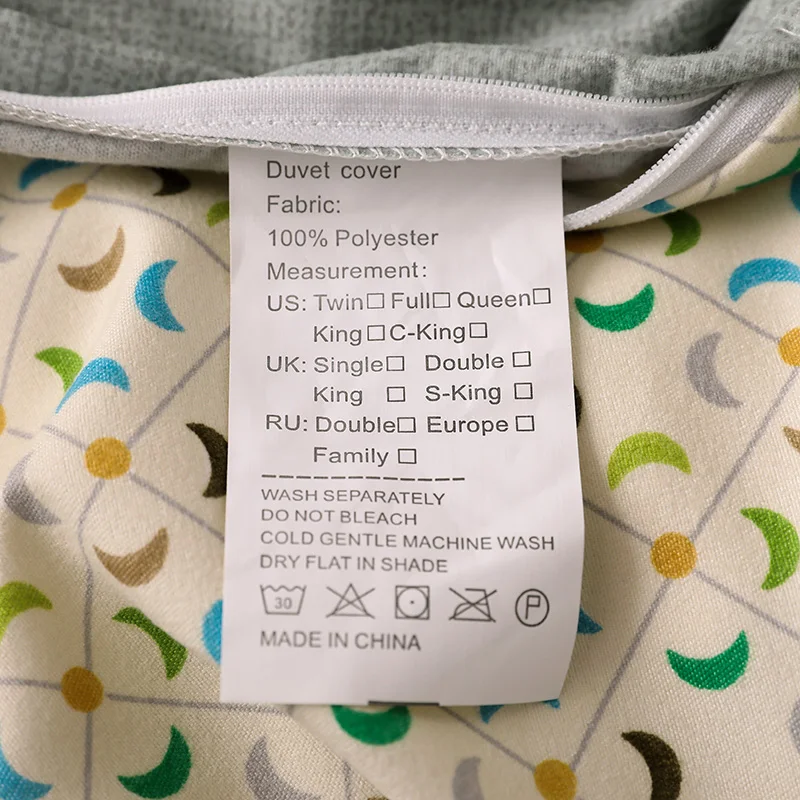 Duvet cover
Fabric:
100% Polyester
Measurement:
US: Twin□ Full□ Queen□
King□ C-King□
UK: Single□ Double □
King □ S-King □
RU: Double□ Europe □
Family □
WASH SEPARATELY
DO NOT BLEACH
COLD GENTLE MACHINE WASH
DRY FLAT IN SHADE
30 P
MADE IN CHINA